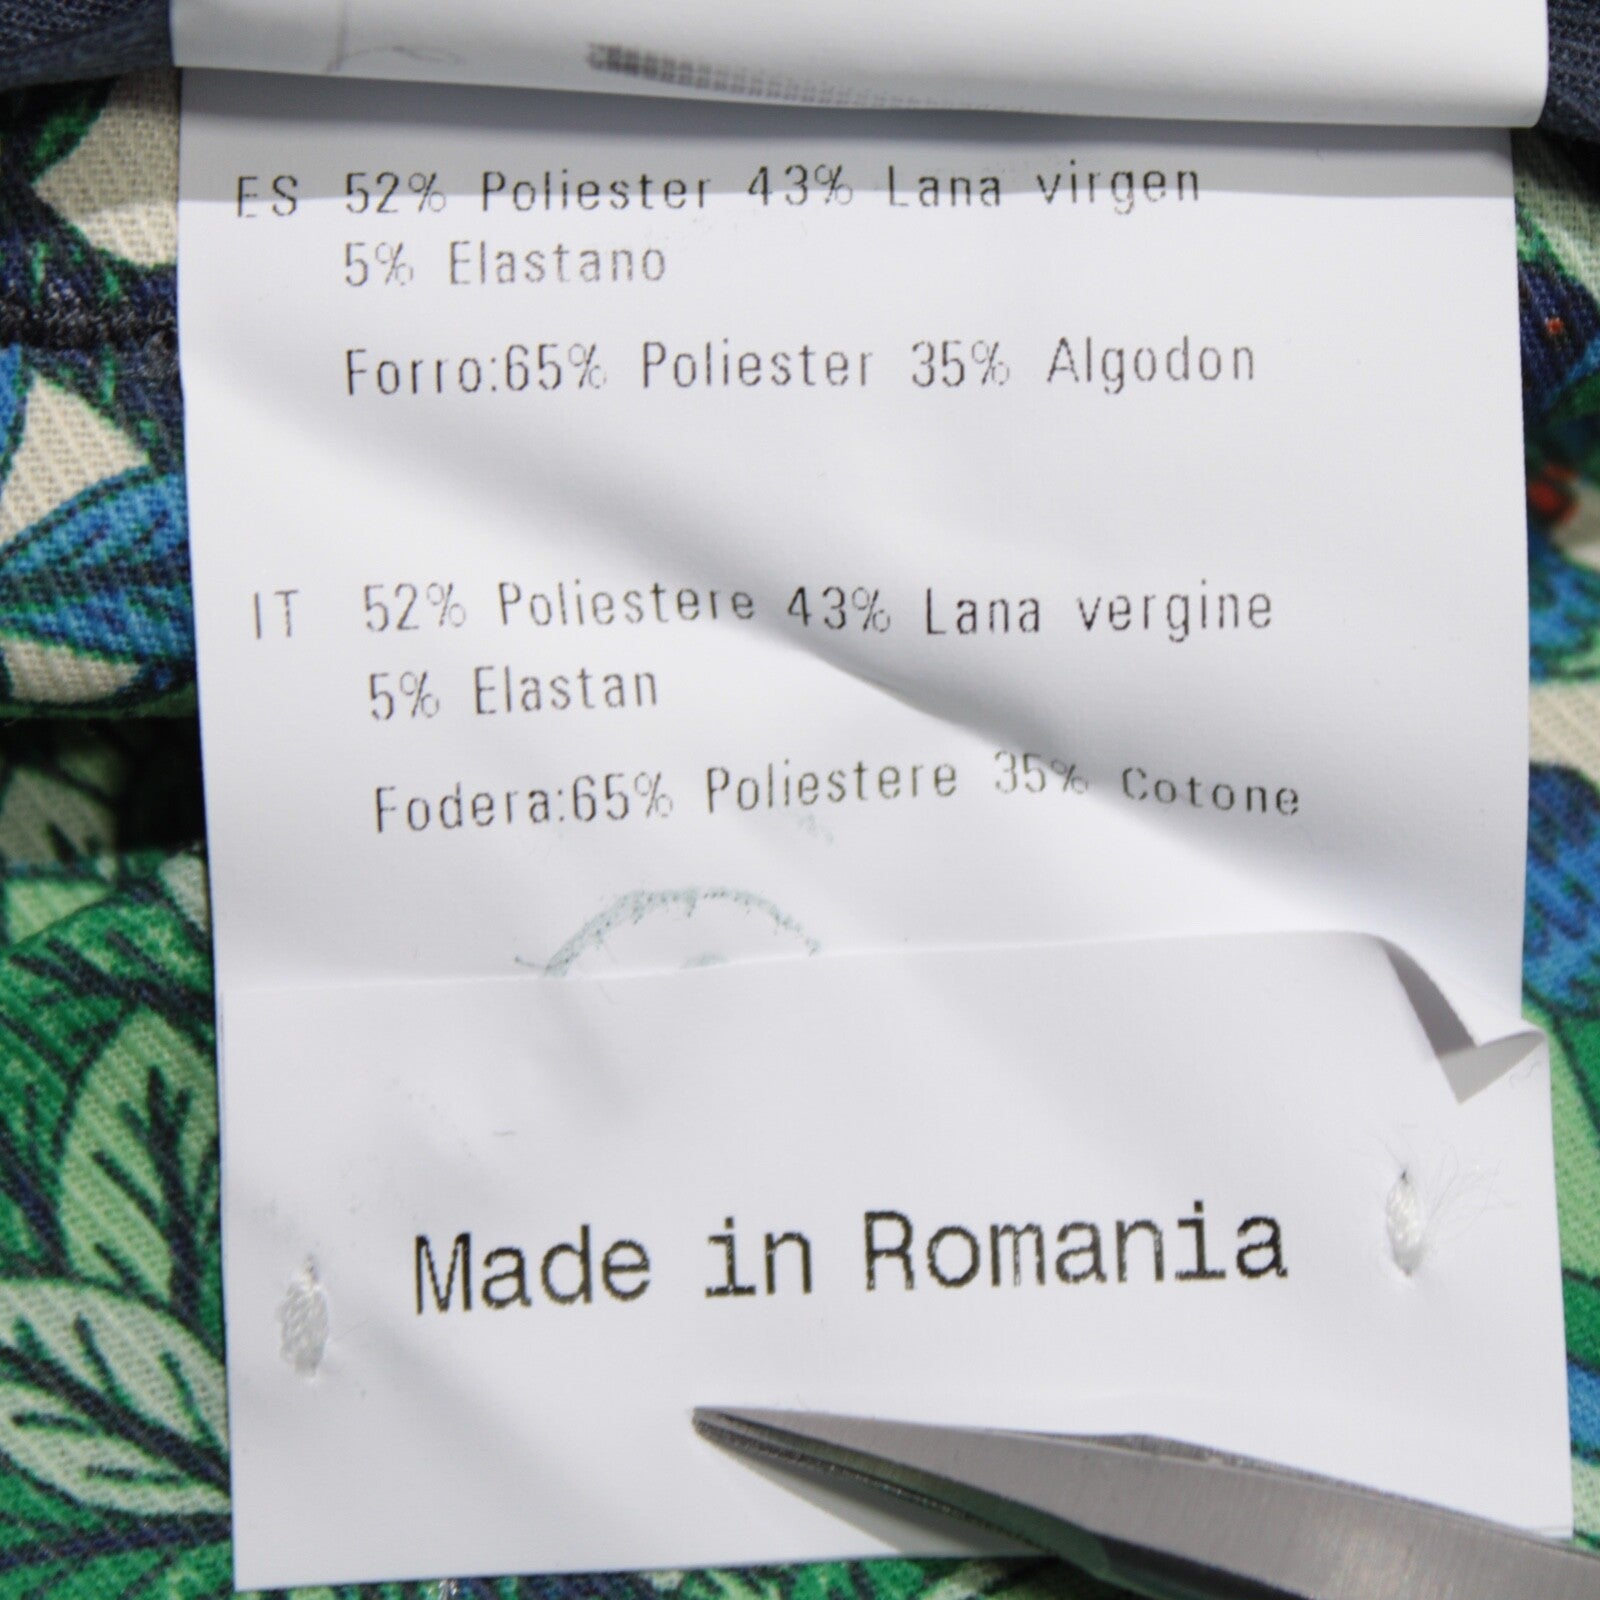 ES 52% Poliester 43% Lana virgen
5% Elastano
Forro:65% Poliester 35% Algodon
IT 52% Poliestere 43% Lana vergine
5% Elastan
Fodera:65% Poliestere 35% Cotone
Made in Romania